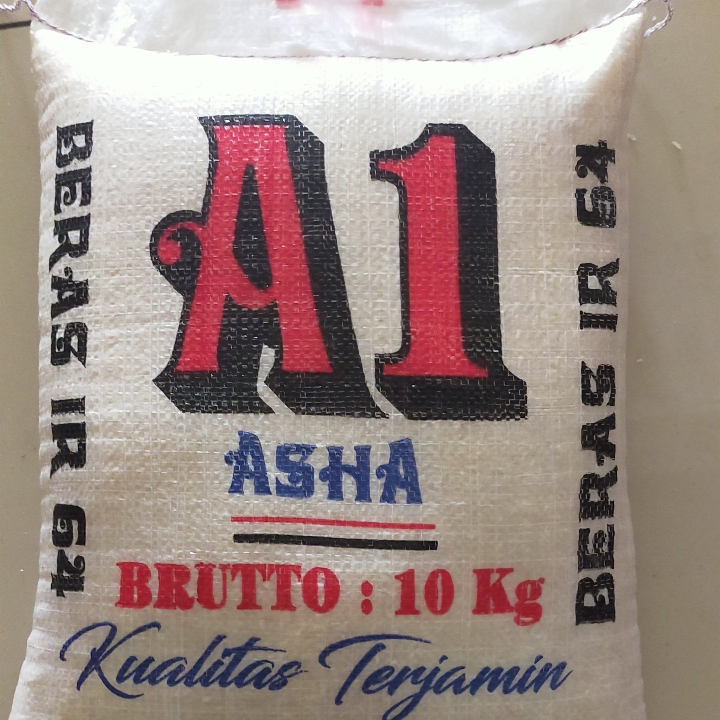 A1
ASHA
BRUTTO : 10 Kg
Kualitas Terjamin
BERAS IR 64
BERAS IR 64